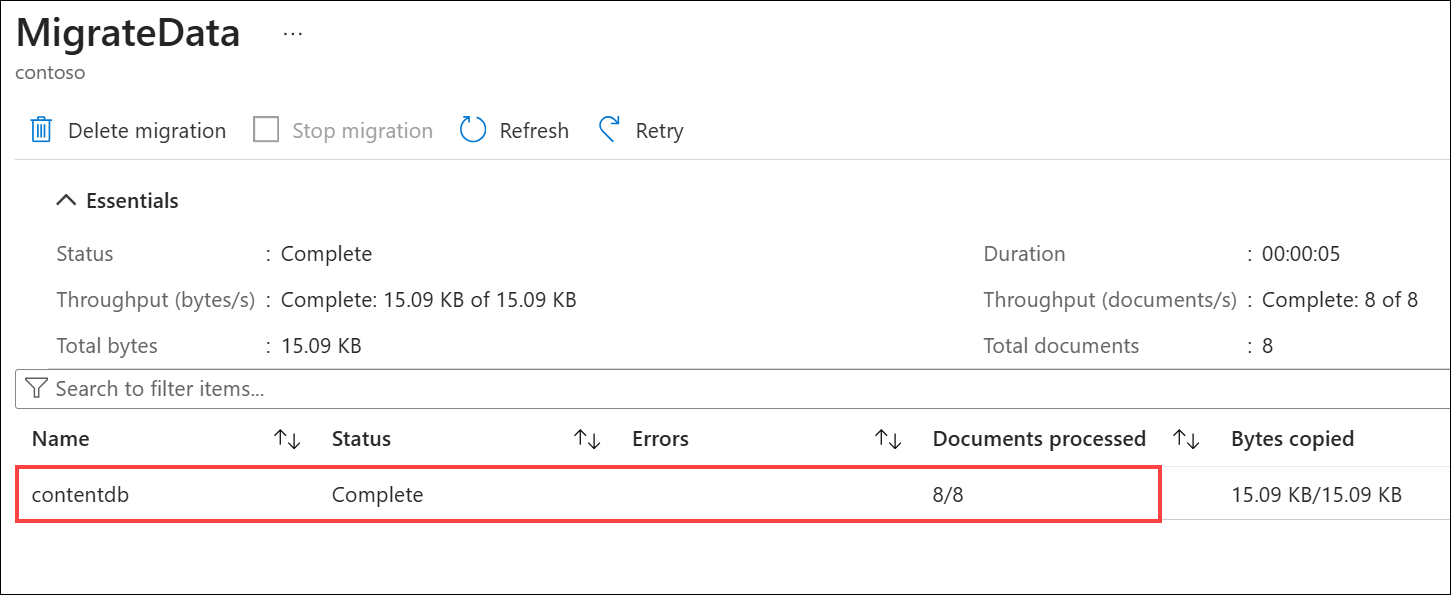 MigrateData ...
contoso
Delete migration Stop migration Refresh Retry
Essentials
Status : Complete Duration : 00:00:05
Throughput (bytes/s) : Complete: 15.09 KB of 15.09 KB Throughput (documents/s) : Complete: 8 of 8
Total bytes : 15.09 KB Total documents : 8
Search to filter items...
Name Status Errors Documents processed Bytes copied
contentdb Complete 8/8 15.09 KB/15.09 KB